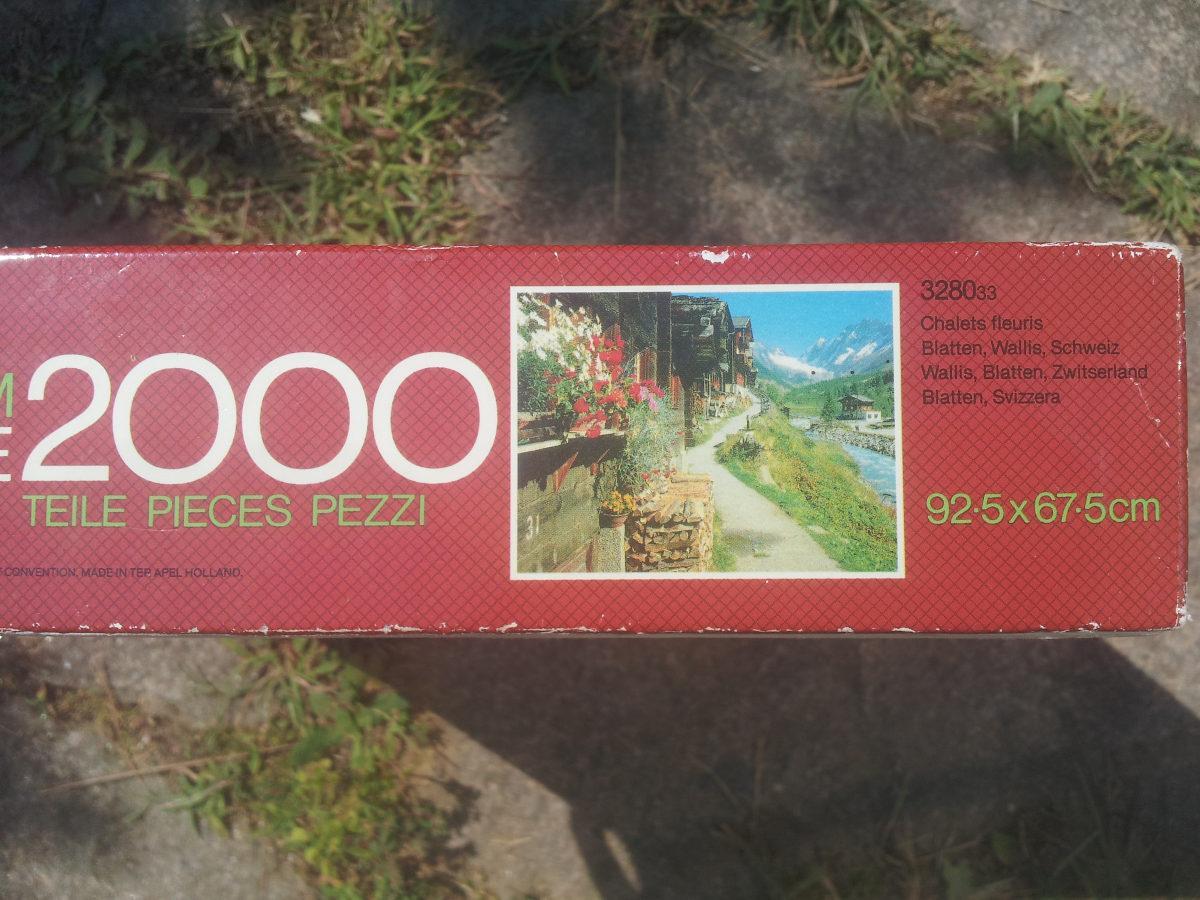 M
E
2000
TEILE PIECES PEZZI
CONVENTION. MADE IN TER APEL HOLLAND.
31
328033
Chalets fleuris
Blatten, Wallis, Schweiz
Wallis, Blatten, Zwitserland
Blatten, Svizzera
92·5x67·5cm